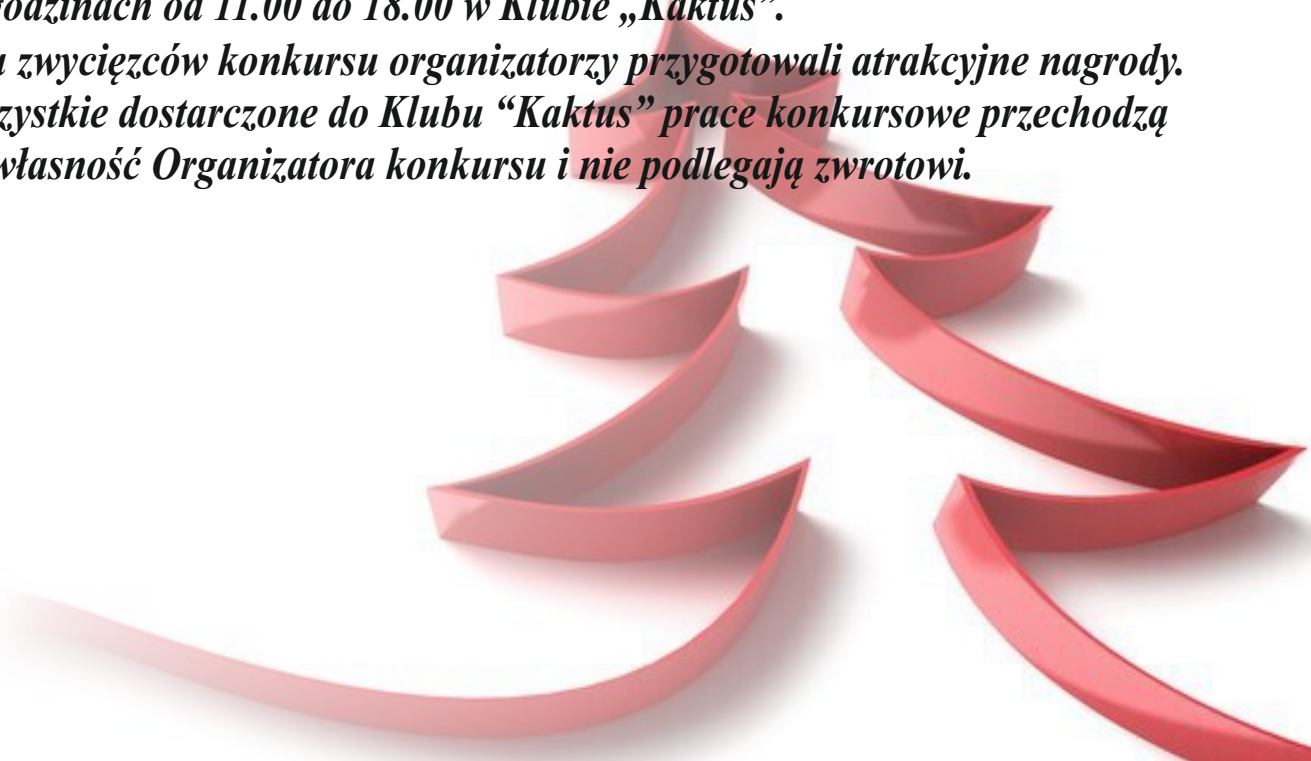 godzinach od 11.00 do 18.00 w Klubie „Kaktus”.
zwycięzców konkursu organizatorzy przygotowali atrakcyjne nagrody.
zystkie dostarczone do Klubu “Kaktus” prace konkursowe przechodzą
własność Organizatora konkursu i nie podlegają zwrotowi.